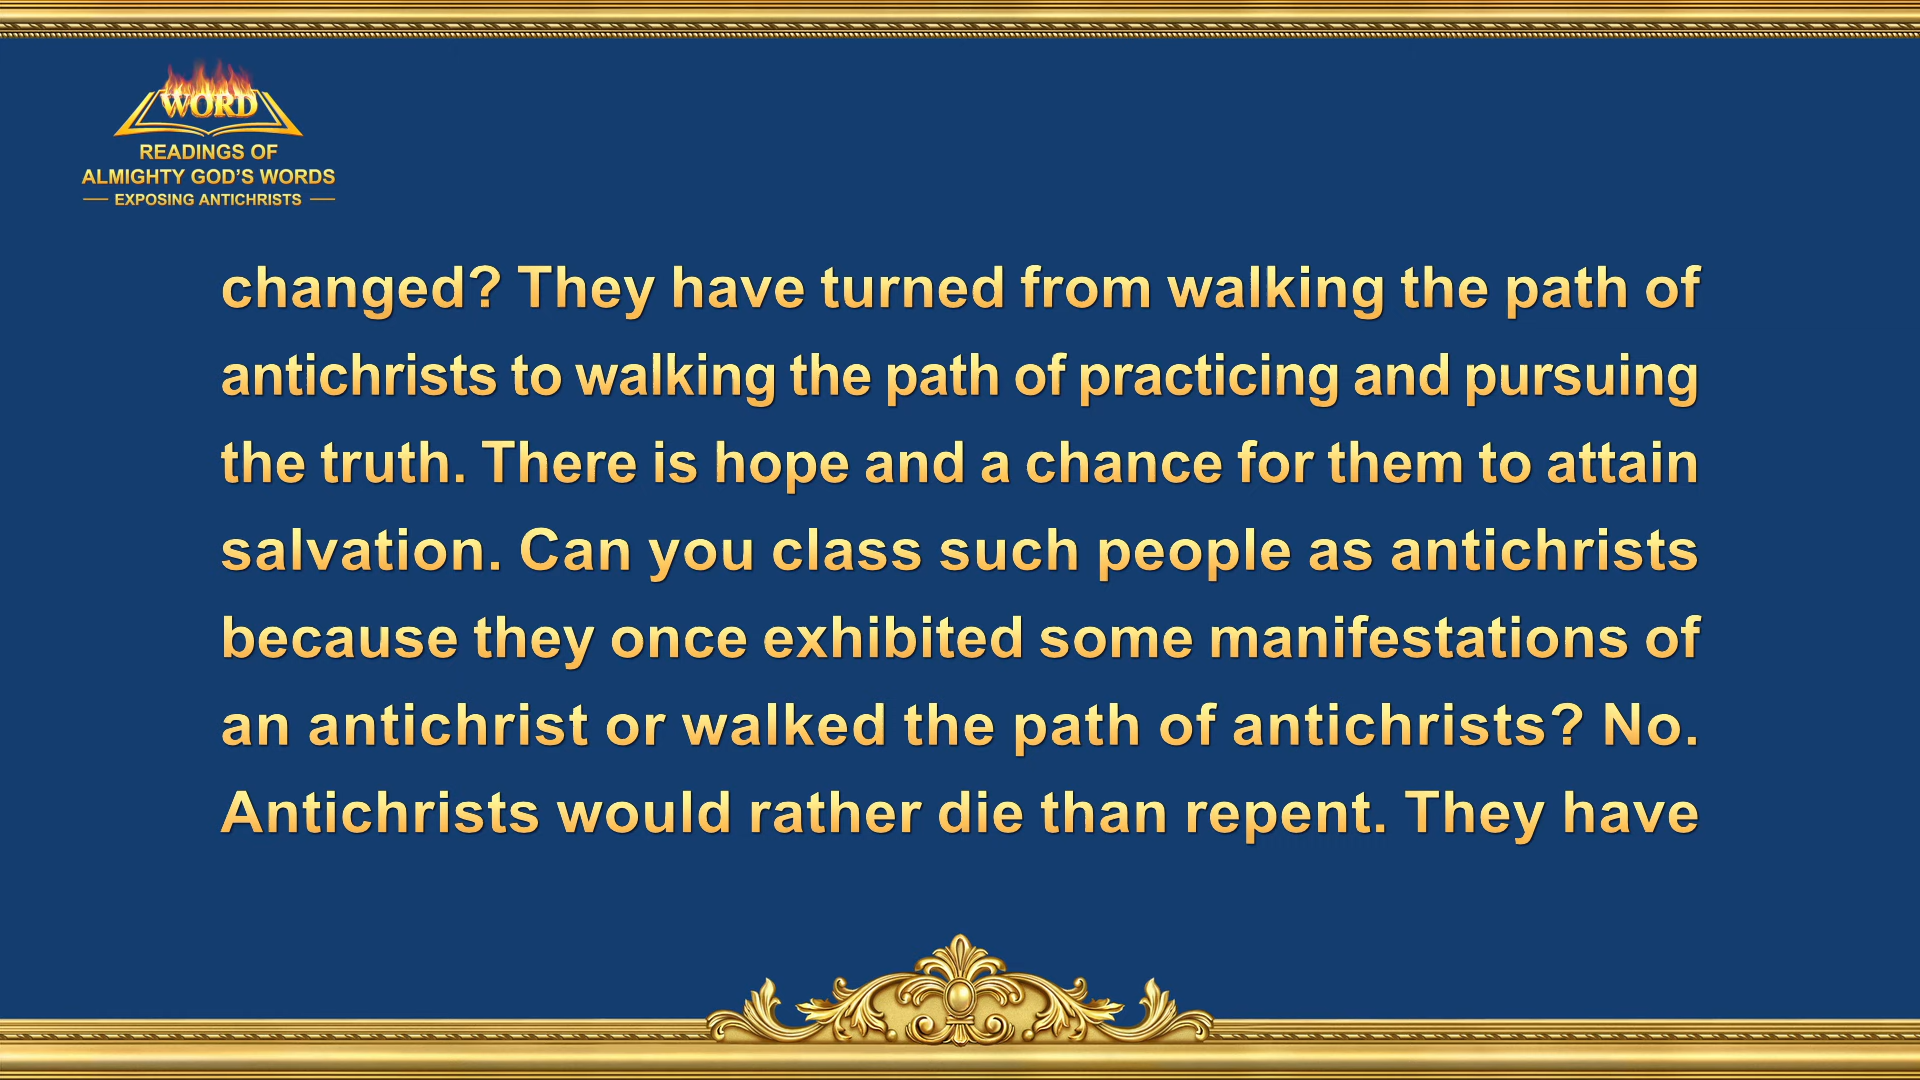 WORD
READINGS OF
ALMIGHTY GOD'S WORDS
EXPOSING ANTICHRISTS
changed? They have turned from walking the path of
antichrists to walking the path of practicing and pursuing
the truth. There is hope and a chance for them to attain
salvation. Can you class such people as antichrists
because they once exhibited some manifestations of
an antichrist or walked the path of antichrists? No.
Antichrists would rather die than repent. They have